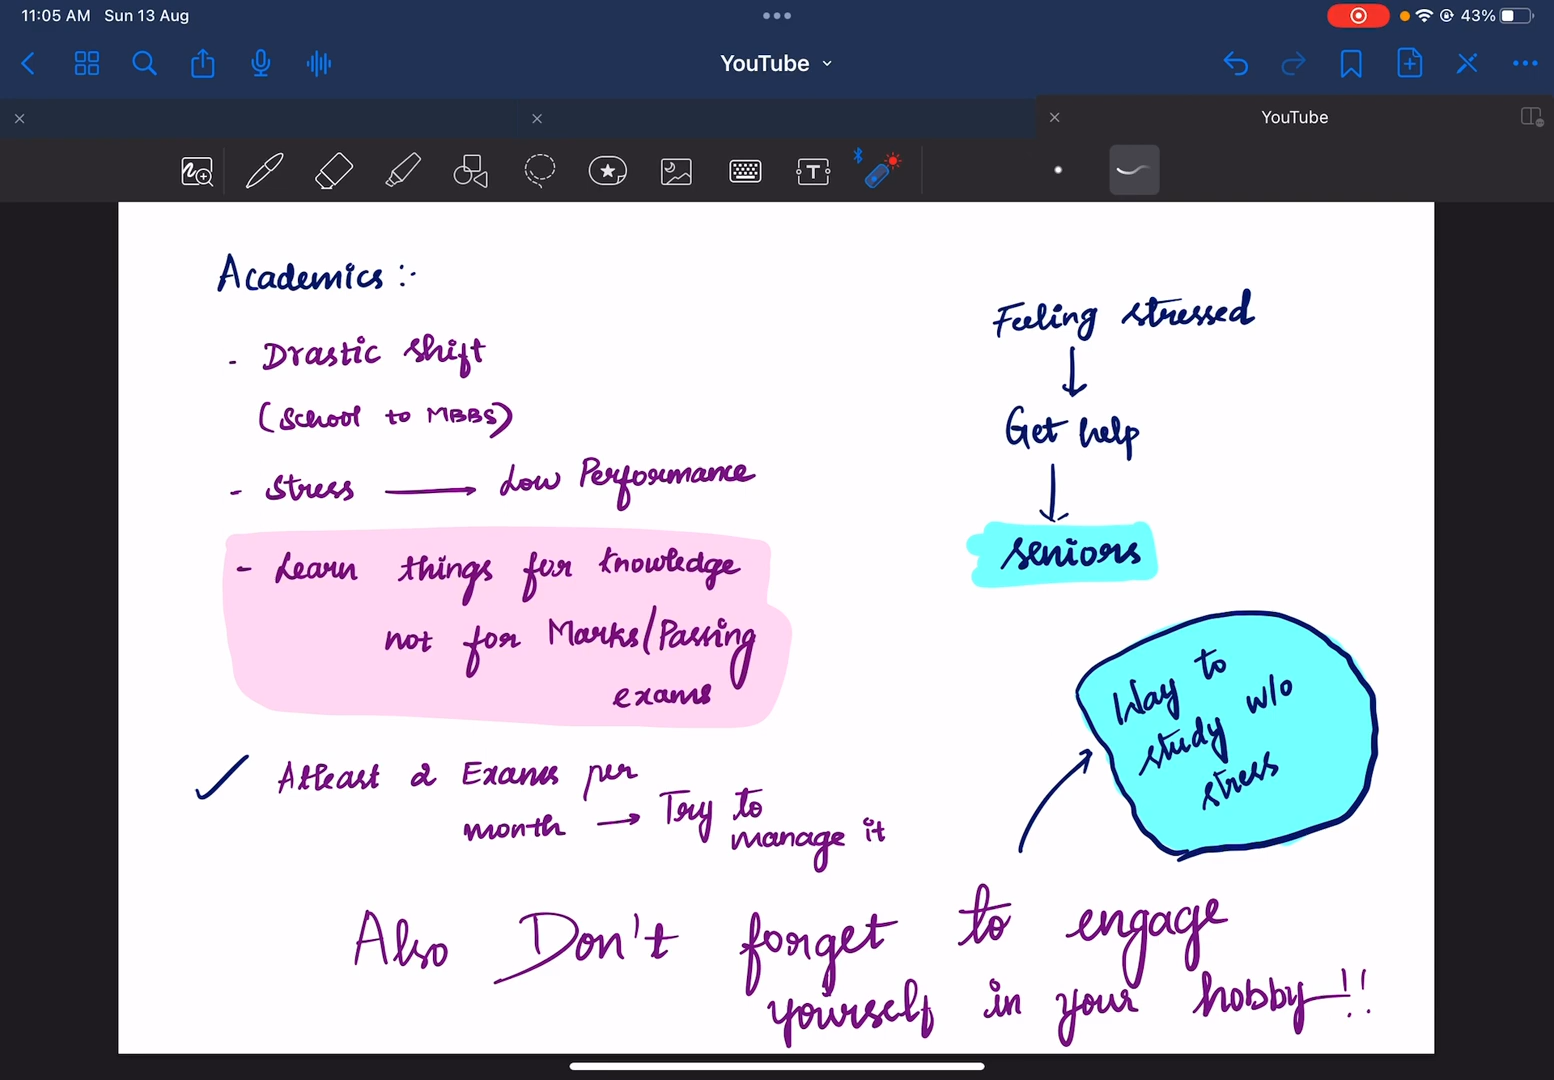 11:05 AM Sun 13 Aug
43%
YouTube
YouTube
T
Academics :-
- Drastic shift
(School to MBBS)
- Stress → Low Performance
- Learn things for knowledge
not for Marks/Passing
exams
Atleast 2 Exams per
month → Try to
manage it
Feeling stressed
↓
Get help
↓
seniors
Way to
study w/o
stress
Also Don't forget to engage
yourself in your hobby!!